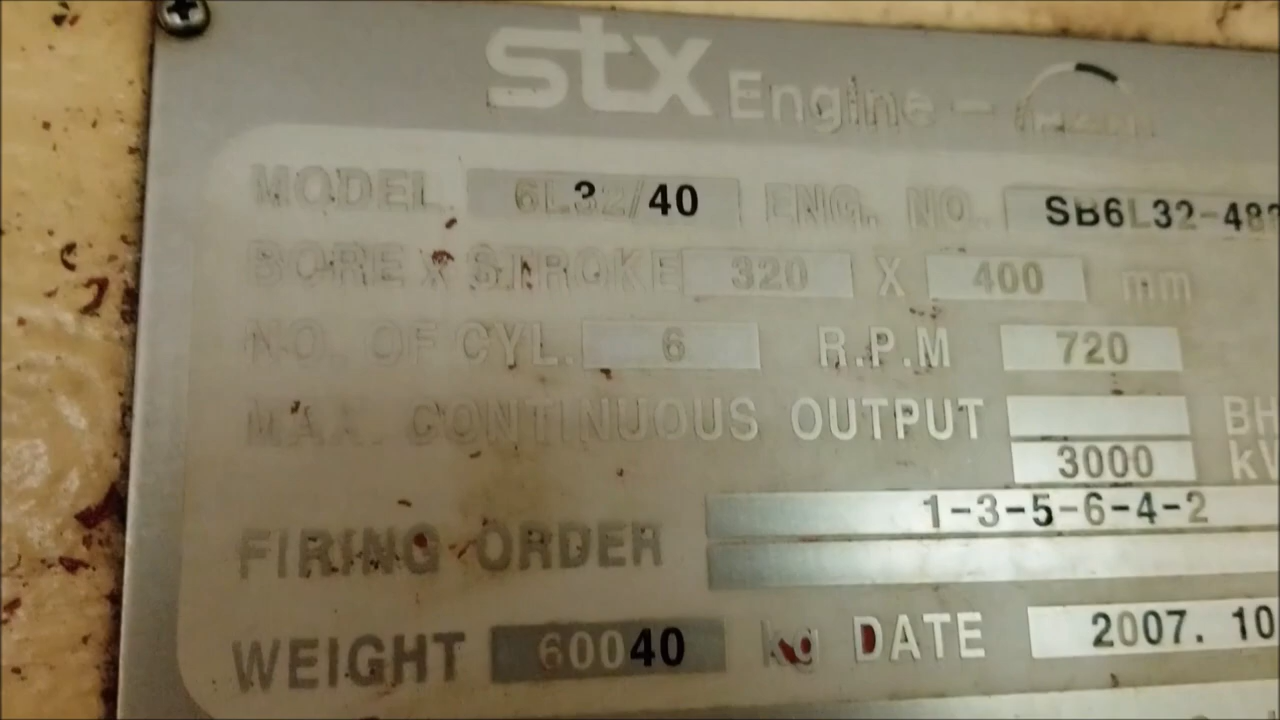 stx Engine - MAN
MODEL 6L32/40 ENG. NO. SB6L32-48
BORE X STROKE 320 X 400 mm
NO. OF CYL. 6 R.P.M 720
MAX. CONTINUOUS OUTPUT BH
3000 kW
FIRING ORDER 1-3-5-6-4-2
WEIGHT 60040 kg DATE 2007. 10